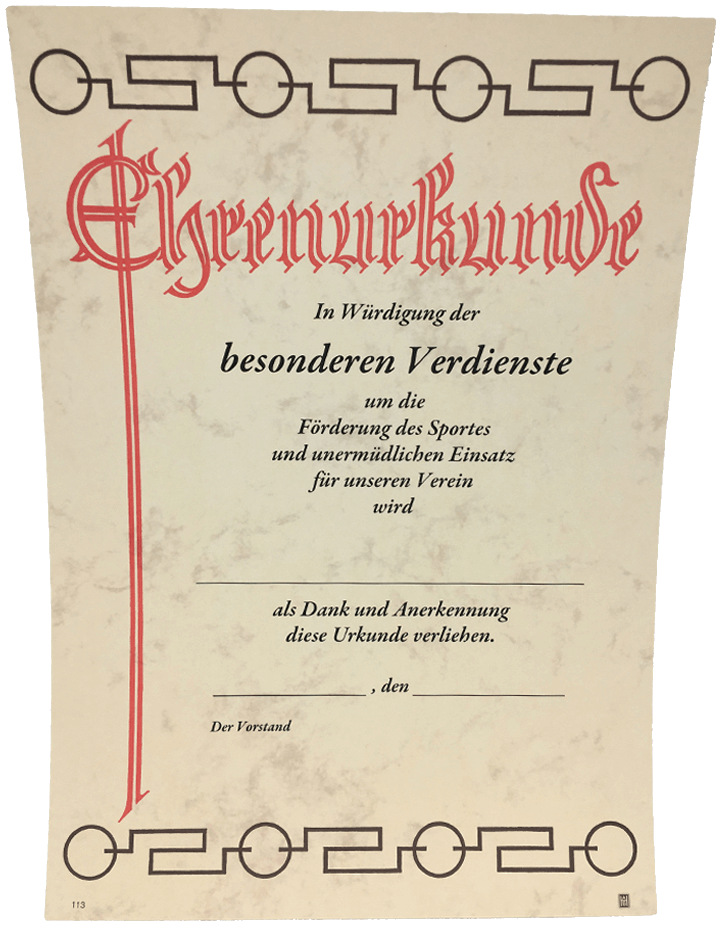 Ehrenurkunde
In Würdigung der
besonderen Verdienste
um die
Förderung des Sportes
und unermüdlichen Einsatz
für unseren Verein
wird
als Dank und Anerkennung
diese Urkunde verliehen.
, den
Der Vorstand
113